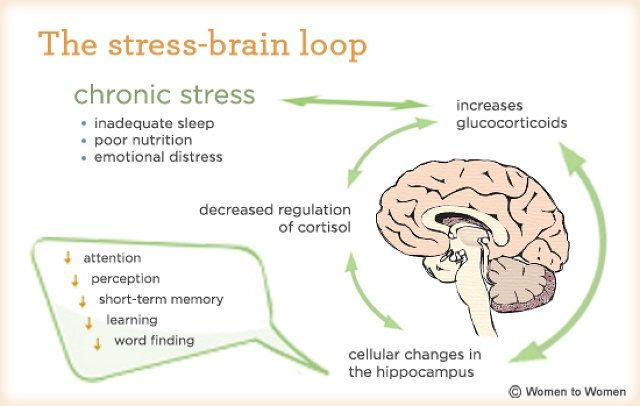 The stress-brain loop
chronic stress
• inadequate sleep
• poor nutrition
• emotional distress
increases
glucocorticoids
decreased regulation
of cortisol
↓ attention
↓ perception
↓ short-term memory
↓ learning
↓ word finding
cellular changes in
the hippocampus
© Women to Women